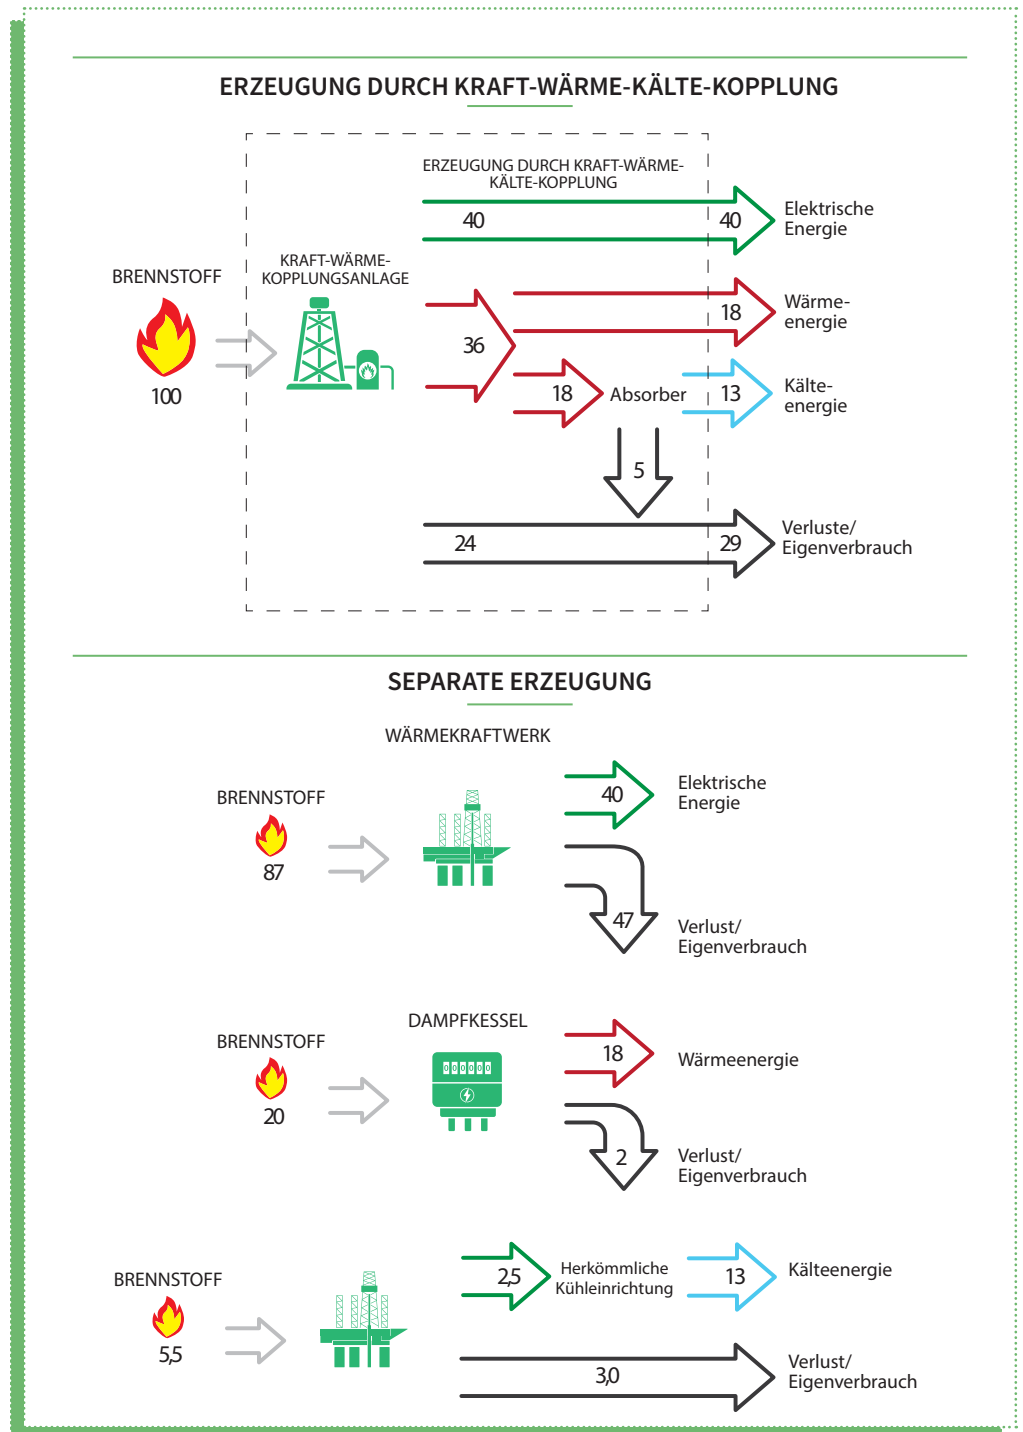 ERZEUGUNG DURCH KRAFT-WÄRME-KÄLTE-KOPPLUNG
ERZEUGUNG DURCH KRAFT-WÄRME-
KÄLTE-KOPPLUNG
40
40
Elektrische
Energie
BRENNSTOFF
100
KRAFT-WÄRME-
KOPPLUNGSANLAGE
36
18
Wärme-
energie
18
Absorber
13
Kälte-
energie
5
24
29
Verluste/
Eigenverbrauch
SEPARATE ERZEUGUNG
WÄRMEKRAFTWERK
BRENNSTOFF
87
40
Elektrische
Energie
47
Verlust/
Eigenverbrauch
DAMPFKESSEL
BRENNSTOFF
20
000000
18
Wärmeenergie
2
Verlust/
Eigenverbrauch
BRENNSTOFF
5,5
2,5
Herkömmliche
Kühleinrichtung
13
Kälteenergie
3,0
Verlust/
Eigenverbrauch